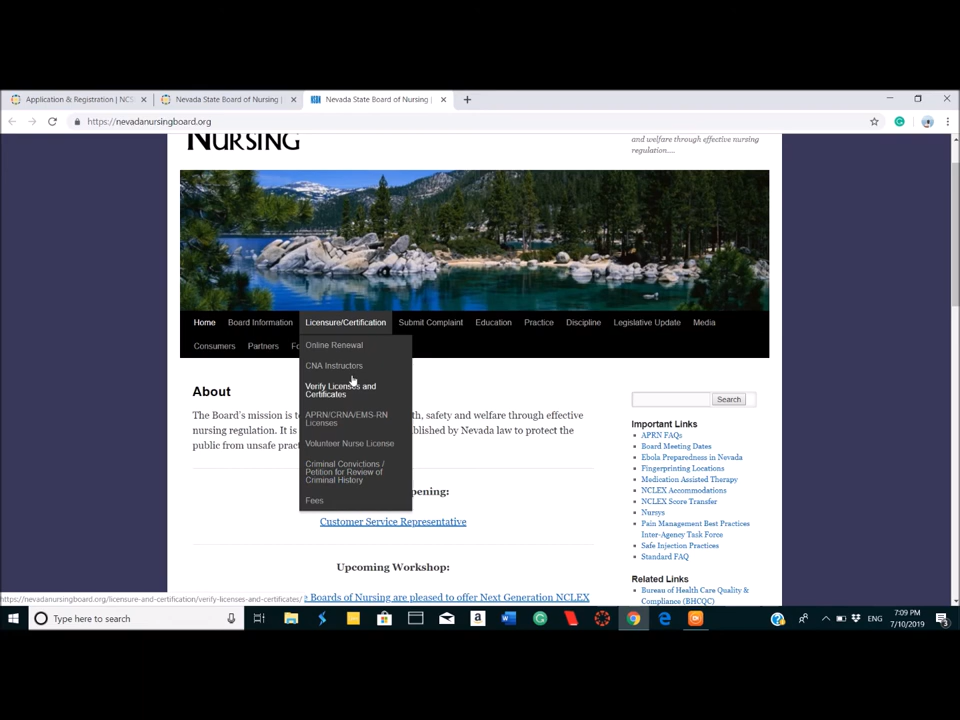 Application & Registration | NCS
Nevada State Board of Nursing |
Nevada State Board of Nursing |
https://nevadanursingboard.org
NURSING
and welfare through effective nursing
regulation....
Home Board Information Licensure/Certification Submit Complaint Education Practice Discipline Legislative Update Media
Consumers Partners Fo
Online Renewal
CNA Instructors
Verify Licenses and
Certificates
APRN/CRNA/EMS-RN
Licenses
Volunteer Nurse License
Criminal Convictions /
Petition for Review of
Criminal History
Fees
About
The Board's mission is t th, safety and welfare through effective
nursing regulation. It is blished by Nevada law to protect the
public from unsafe prac
pening:
Customer Service Representative
Upcoming Workshop:
e Boards of Nursing are pleased to offer Next Generation NCLEX
Search
Important Links
APRN FAQs
Board Meeting Dates
Ebola Preparedness in Nevada
Fingerprinting Locations
Medication Assisted Therapy
NCLEX Accommodations
NCLEX Score Transfer
Nursys
Pain Management Best Practices
Inter-Agency Task Force
Safe Injection Practices
Standard FAQ
Related Links
Bureau of Health Care Quality &
Compliance (BHCQC)
https://nevadanursingboard.org/licensure-and-certification/verify-licenses-and-certificates/
Type here to search
ENG
7:09 PM
7/10/2019